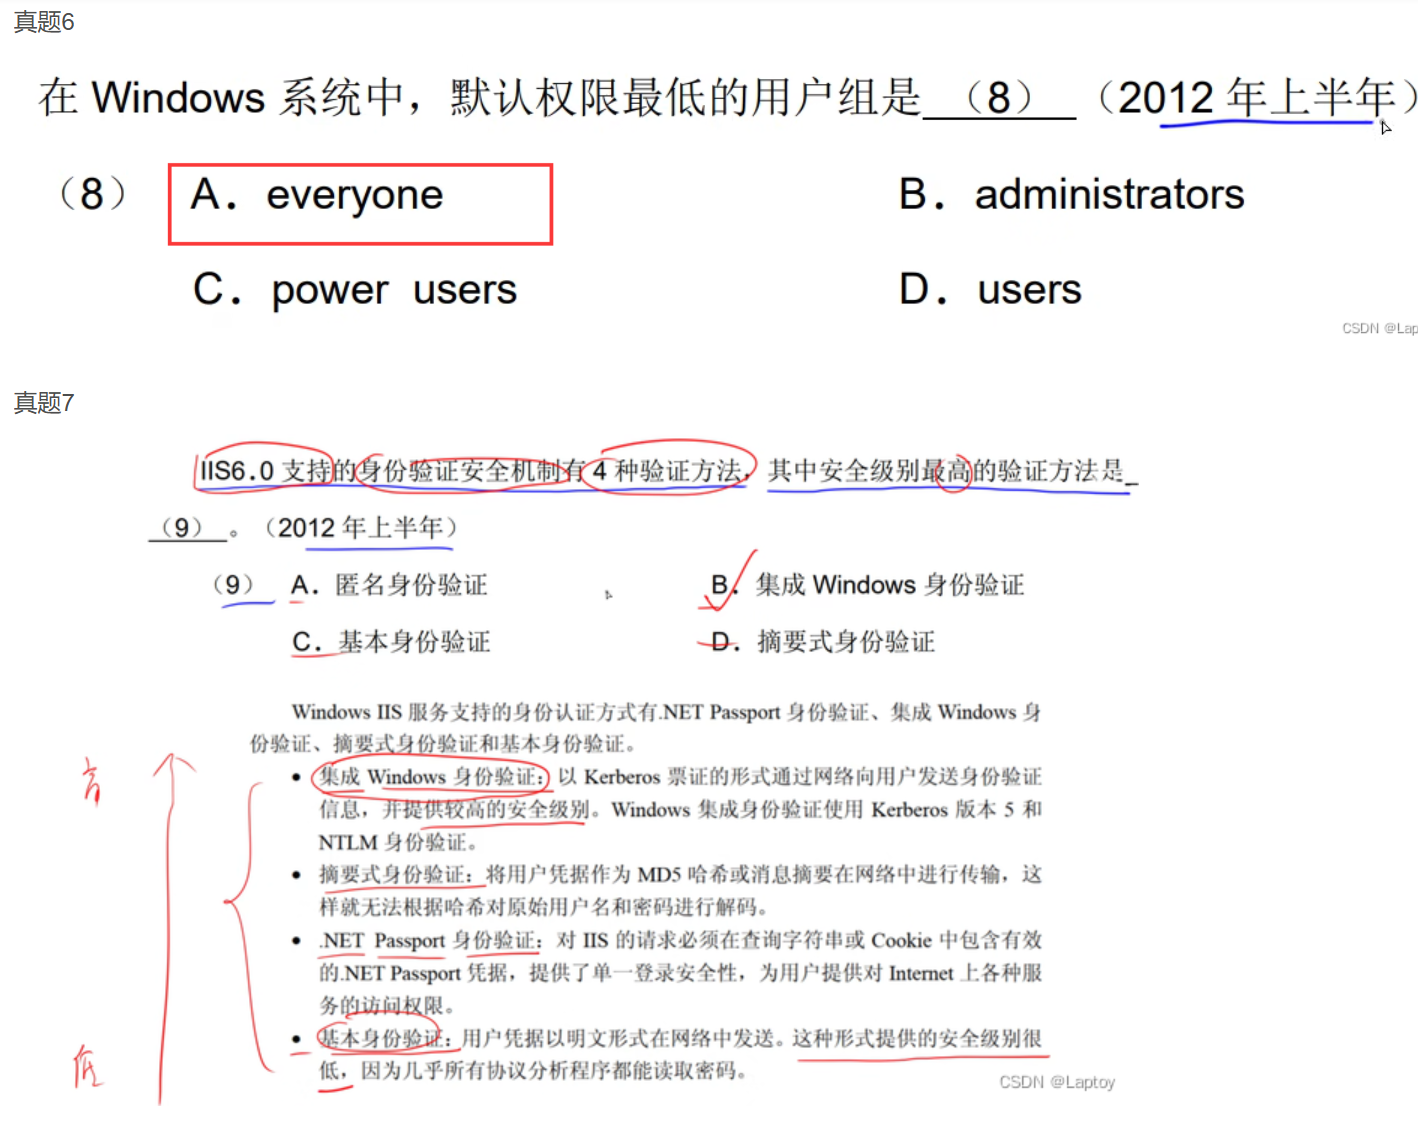 真题6
在 Windows 系统中，默认权限最低的用户组是 （8） （2012 年上半年）
（8） A．everyone B．administrators
C．power users D．users
CSDN @Lap
真题7
IIS6.0 支持的身份验证安全机制有 4 种验证方法，其中安全级别最高的验证方法是
（9） 。（2012 年上半年）
（9） A．匿名身份验证 B．集成 Windows 身份验证
C．基本身份验证 D．摘要式身份验证
Windows IIS 服务支持的身份认证方式有.NET Passport 身份验证、集成 Windows 身
份验证、摘要式身份验证和基本身份验证。
高
● 集成 Windows 身份验证：以 Kerberos 票证的形式通过网络向用户发送身份验证
信息，并提供较高的安全级别。Windows 集成身份验证使用 Kerberos 版本 5 和
NTLM 身份验证。
● 摘要式身份验证：将用户凭据作为 MD5 哈希或消息摘要在网络中进行传输，这
样就无法根据哈希对原始用户名和密码进行解码。
● .NET Passport 身份验证：对 IIS 的请求必须在查询字符串或 Cookie 中包含有效
的.NET Passport 凭据，提供了单一登录安全性，为用户提供对 Internet 上各种服
务的访问权限。
● 基本身份验证：用户凭据以明文形式在网络中发送。这种形式提供的安全级别很
低
低，因为几乎所有协议分析程序都能读取密码。
CSDN @Laptoy